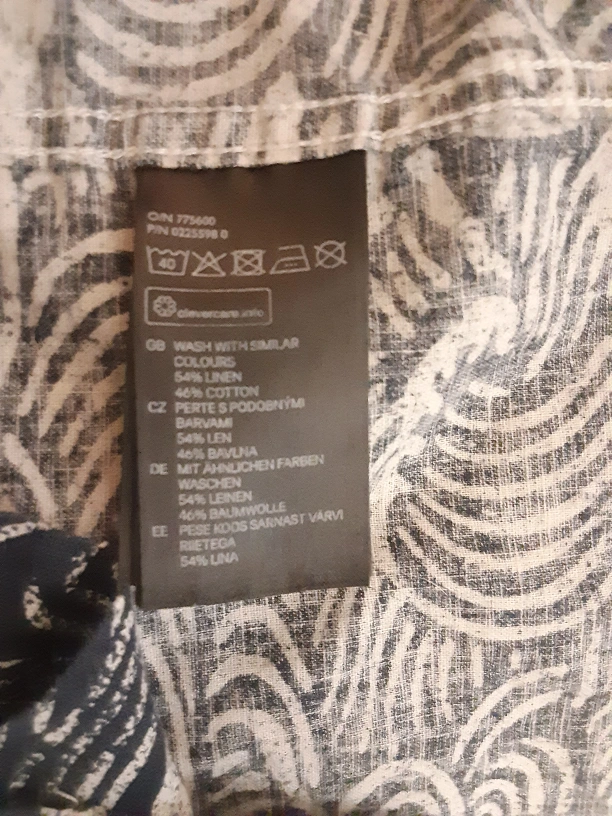 O/N 775600
P/N 0225598 0
40
clevercare.info
GB WASH WITH SIMILAR
COLOURS
54% LINEN
46% COTTON
CZ PERTE S PODOBNÝMI
BARVAMI
54% LEN
46% BAVLNA
DE MIT ÄHNLICHEN FARBEN
WASCHEN
54% LEINEN
46% BAUMWOLLE
EE PESE KOOS SARNAST VÄRVI
RIIETEGA
54% LINA